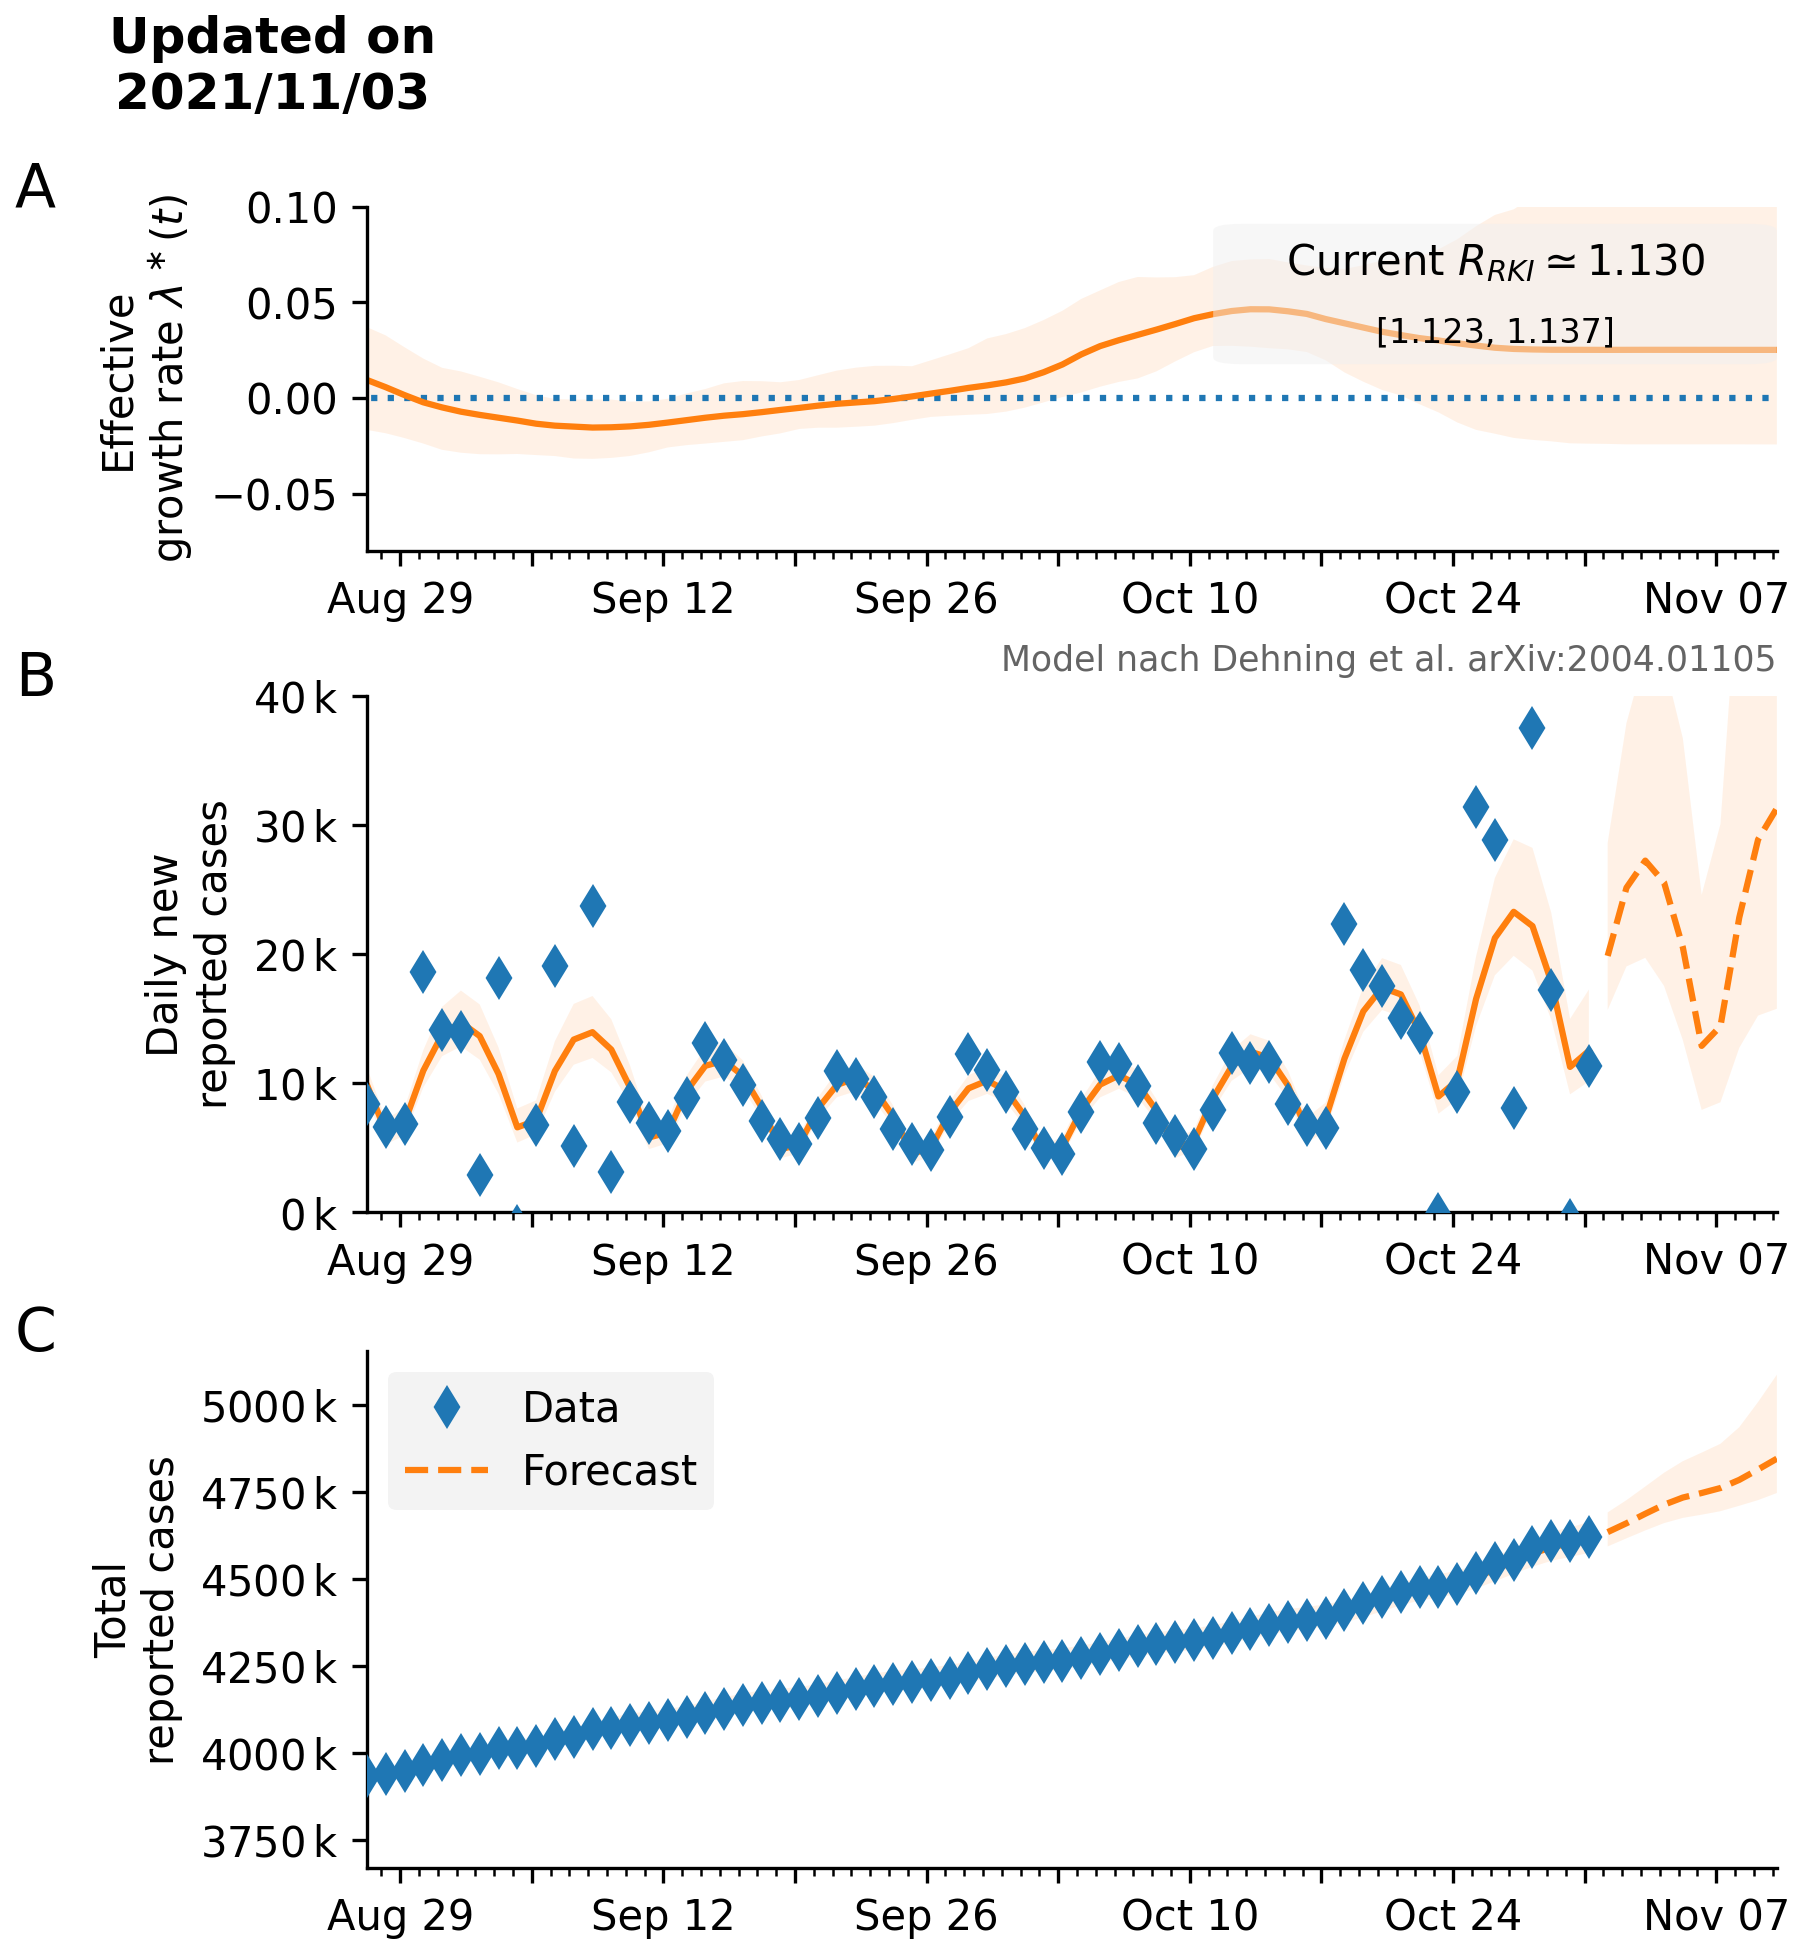 Updated on
2021/11/03
A
Effective
growth rate λ * (t)
0.10
0.05
0.00
−0.05
Current R_RKI ≃ 1.130
[1.123, 1.137]
Aug 29 Sep 12 Sep 26 Oct 10 Oct 24 Nov 07
B
Model nach Dehning et al. arXiv:2004.01105
Daily new
reported cases
40 k
30 k
20 k
10 k
0 k
Aug 29 Sep 12 Sep 26 Oct 10 Oct 24 Nov 07
C
Total
reported cases
5000 k
4750 k
4500 k
4250 k
4000 k
3750 k
Data
Forecast
Aug 29 Sep 12 Sep 26 Oct 10 Oct 24 Nov 07